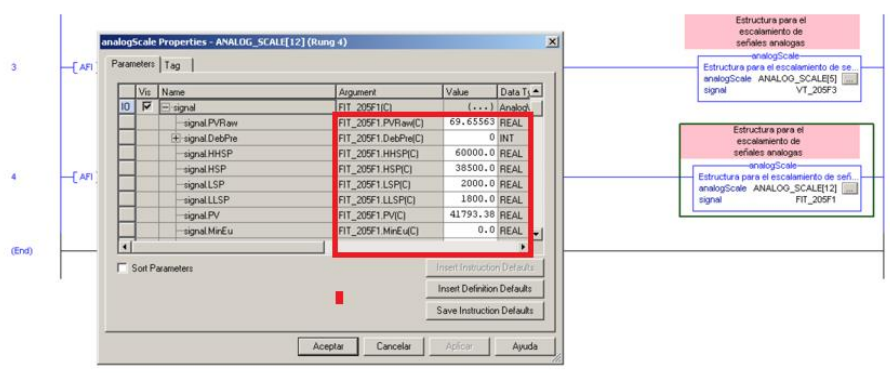 analogScale Properties - ANALOG_SCALE[12] (Rung 4)
Parameters Tag
Vis Name Argument Value Data Ty
IO signal FIT_205F1(C) (...) Analog
signal.PVRaw FIT_205F1.PVRaw(C) 69.65563 REAL
signal.DebPre FIT_205F1.DebPre(C) 0 INT
signal.HHSP FIT_205F1.HHSP(C) 60000.0 REAL
signal.HSP FIT_205F1.HSP(C) 38500.0 REAL
signal.LSP FIT_205F1.LSP(C) 2000.0 REAL
signal.LLSP FIT_205F1.LLSP(C) 1800.0 REAL
signal.PV FIT_205F1.PV(C) 41793.38 REAL
signal.MinEu FIT_205F1.MinEu(C) 0.0 REAL
Sort Parameters
Insert Instruction Defaults
Insert Definition Defaults
Save Instruction Defaults
Aceptar Cancelar Aplicar Ayuda
3
AFI
Estructura para el
escalamiento de
señales analogas
analogScale
Estructura para el escalamiento de se...
analogScale ANALOG_SCALE[5] ...
signal VT_205F3
4
AFI
Estructura para el
escalamiento de
señales analogas
analogScale
Estructura para el escalamiento de señ...
analogScale ANALOG_SCALE[12] ...
signal FIT_205F1
(End)